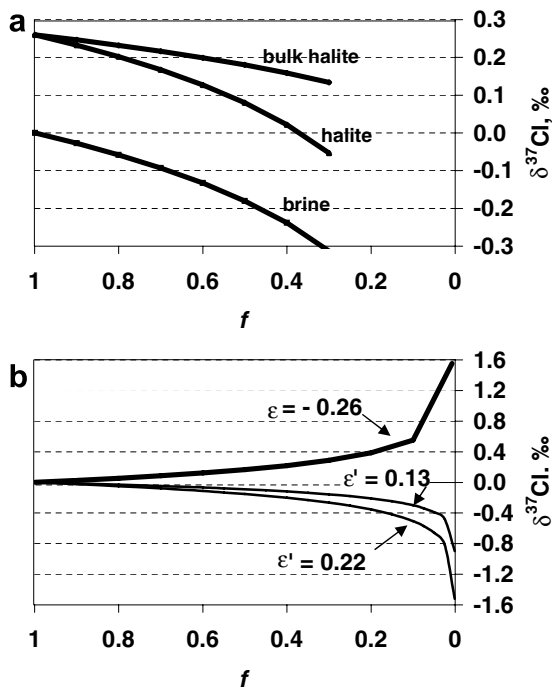 a
0.3
0.2
0.1
0.0
-0.1
-0.2
-0.3
δ37Cl, ‰
bulk halite
halite
brine
1
0.8
0.6
0.4
0.2
0
f
b
1.6
1.2
0.8
0.4
0.0
-0.4
-0.8
-1.2
-1.6
δ37Cl. ‰
ε = - 0.26
ε' = 0.13
ε' = 0.22
1
0.8
0.6
0.4
0.2
0
f